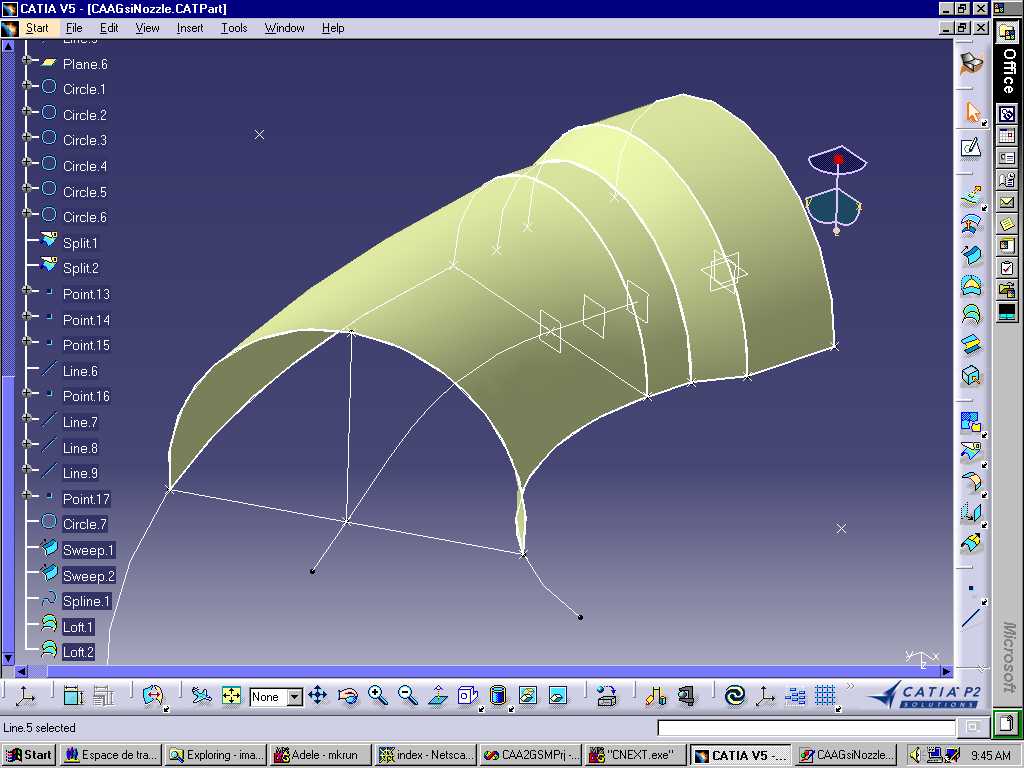 CATIA V5 - [CAAGsiNozzle.CATPart]
Start File Edit View Insert Tools Window Help
Plane.6
Circle.1
Circle.2
Circle.3
Circle.4
Circle.5
Circle.6
Split.1
Split.2
Point.13
Point.14
Point.15
Line.6
Point.16
Line.7
Line.8
Line.9
Point.17
Circle.7
Sweep.1
Sweep.2
Spline.1
Loft.1
Loft.2
y x
z
Office
Microsoft
None
CATIA P2
SOLUTIONS
Line.5 selected
Start Espace de tra... Exploring - ima... Adele - mkrun index - Netsca... CAA2GSMPrj -... "CNEXT.exe" CATIA V5 -... CAAGsiNozzle... 9:45 AM